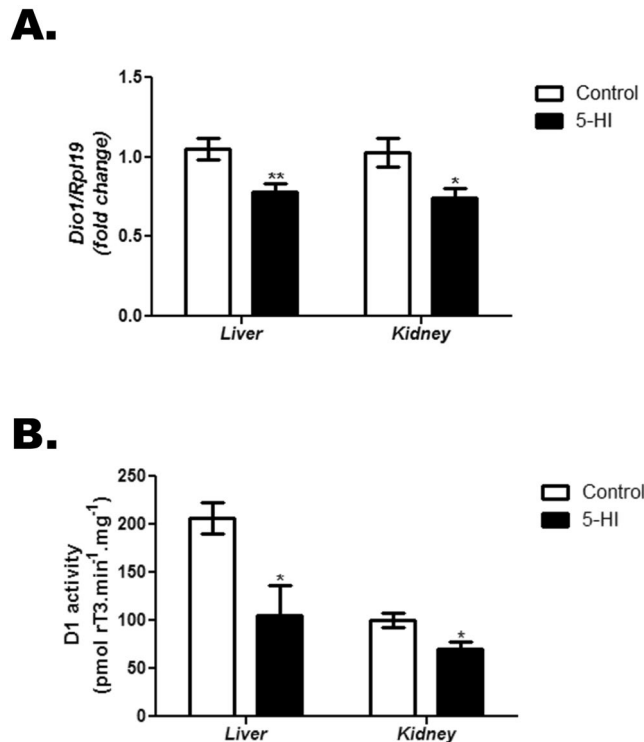 A.
Dio1/Rpl19
(fold change)
1.5
1.0
0.5
0.0
**
*
Liver
Kidney
Control
5-HI
B.
D1 activity
(pmol rT3.min-1.mg-1)
250
200
150
100
50
0
*
*
Liver
Kidney
Control
5-HI